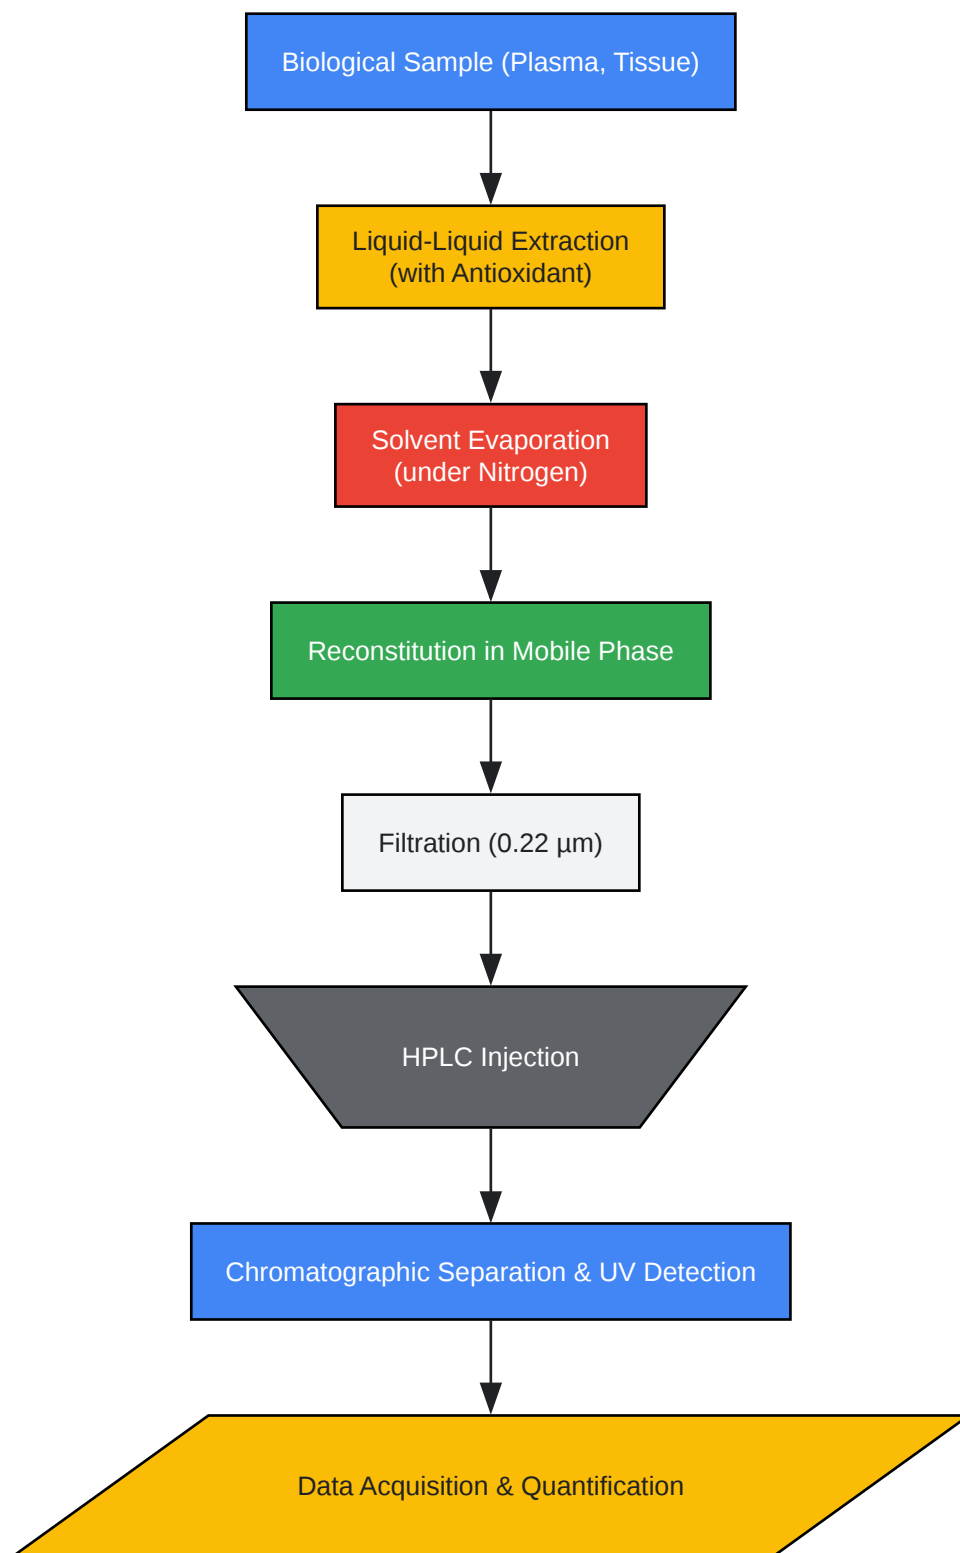 Biological Sample (Plasma, Tissue)
Liquid-Liquid Extraction
(with Antioxidant)
Solvent Evaporation
(under Nitrogen)
Reconstitution in Mobile Phase
Filtration (0.22 µm)
HPLC Injection
Chromatographic Separation & UV Detection
Data Acquisition & Quantification